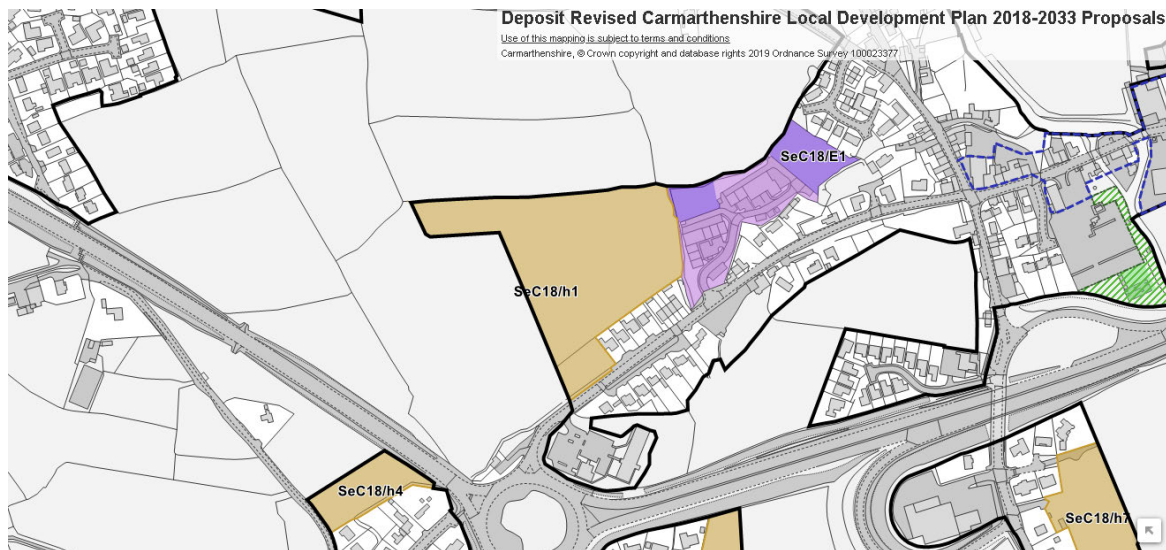 Deposit Revised Carmarthenshire Local Development Plan 2018-2033 Proposals
Use of this mapping is subject to terms and conditions
Carmarthenshire, © Crown copyright and database rights 2019 Ordnance Survey 100023377
SeC18/E1
SeC18/h1
SeC18/h4
SeC18/h7